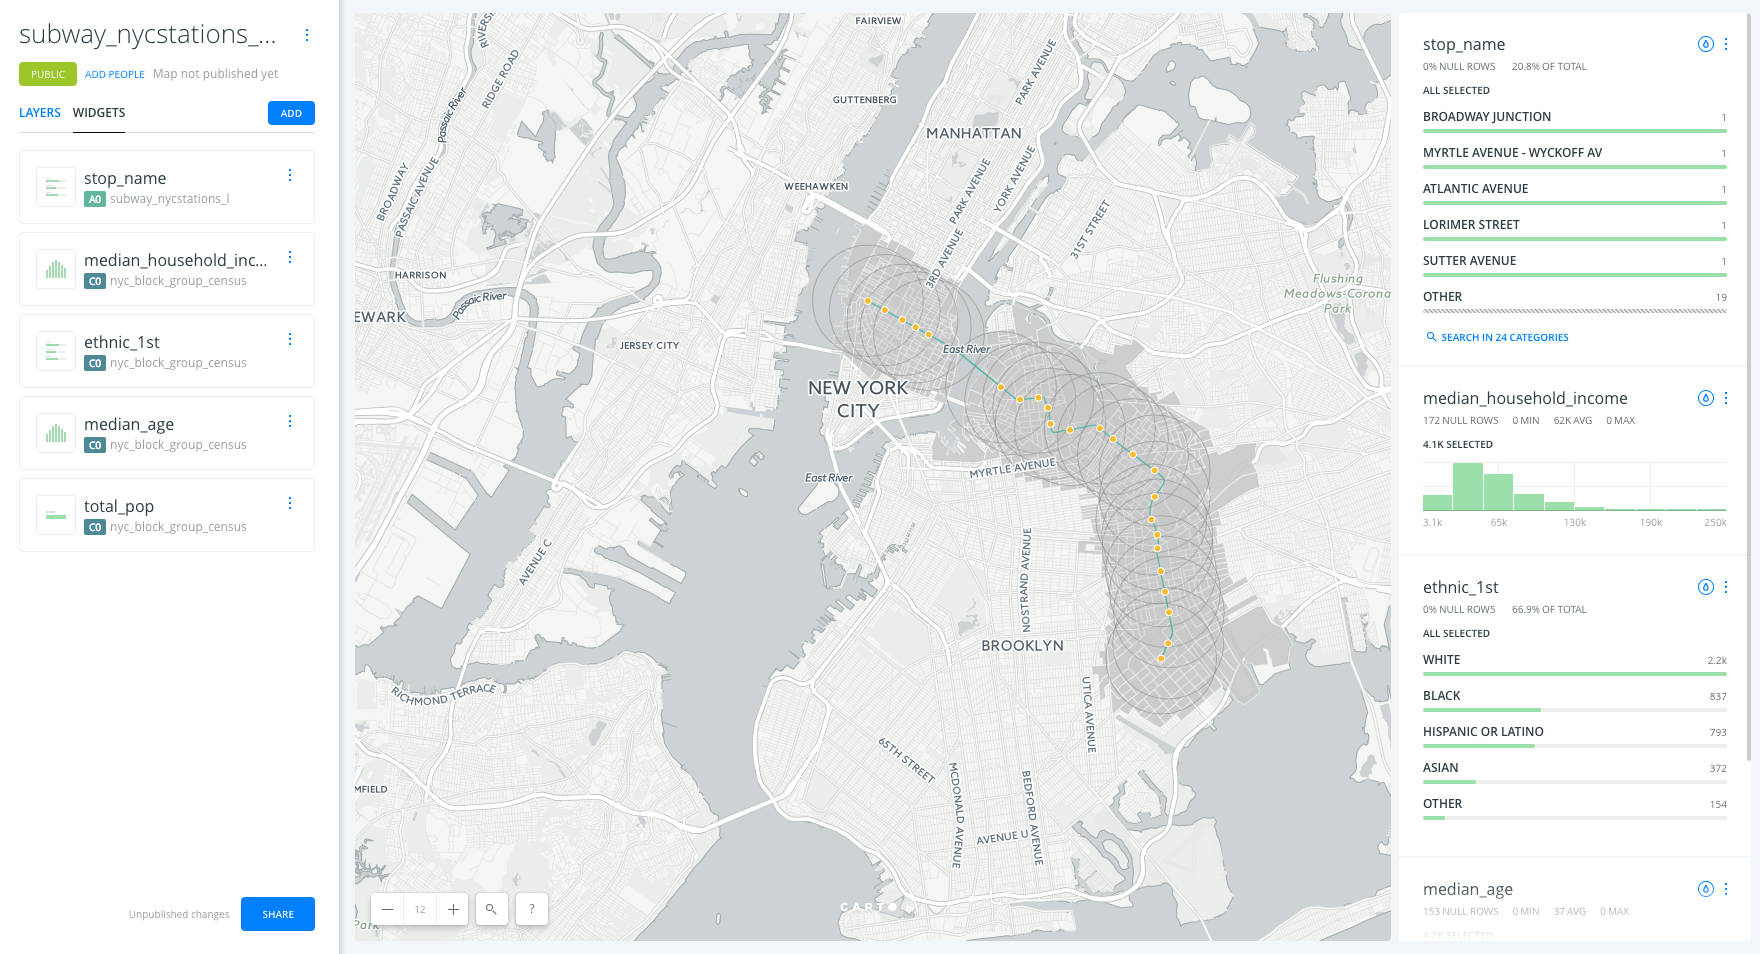 subway_nycstations_...
PUBLIC
ADD PEOPLE
Map not published yet
LAYERS
WIDGETS
ADD
stop_name
A0 subway_nycstations_l
median_household_inc...
C0 nyc_block_group_census
ethnic_1st
C0 nyc_block_group_census
median_age
C0 nyc_block_group_census
total_pop
C0 nyc_block_group_census
Unpublished changes
SHARE
FAIRVIEW
RIDGE ROAD
Passaic River
PARK AVENUE
GUTTENBERG
MANHATTAN
BROADWAY
PASSAIC AVENUE
WEEHAWKEN
PARK AVENUE
YORK AVENUE
31ST STREET
3RD AVENUE
HARRISON
Passaic River
EWARK
Flushing
Meadows-Corona
Park
JERSEY CITY
East River
NEW YORK
CITY
MYRTLE AVENUE
East River
AVENUE C
NOSTRAND AVENUE
BROOKLYN
RICHMOND TERRACE
UTICA AVENUE
65TH STREET
MCDONALD AVENUE
BEDFORD AVENUE
MFIELD
AVENUE U
12
?
CARTO
Park
stop_name
0% NULL ROWS 20.8% OF TOTAL
ALL SELECTED
BROADWAY JUNCTION 1
MYRTLE AVENUE - WYCKOFF AV 1
ATLANTIC AVENUE 1
LORIMER STREET 1
SUTTER AVENUE 1
OTHER 19
SEARCH IN 24 CATEGORIES
median_household_income
172 NULL ROWS 0 MIN 62K AVG 0 MAX
4.1K SELECTED
3.1k 65k 130k 190k 250k
ethnic_1st
0% NULL ROWS 66.9% OF TOTAL
ALL SELECTED
WHITE 2.2k
BLACK 837
HISPANIC OR LATINO 793
ASIAN 372
OTHER 154
median_age
153 NULL ROWS 0 MIN 37 AVG 0 MAX
4.2K SELECTED